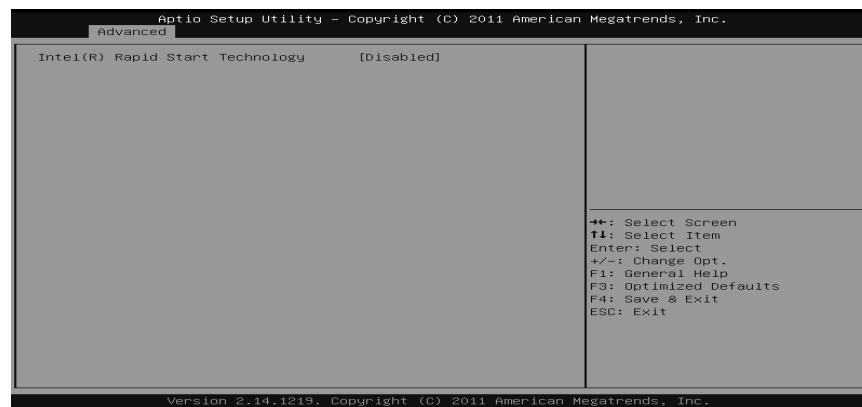 Aptio Setup Utility – Copyright (C) 2011 American Megatrends, Inc.
Advanced
Intel(R) Rapid Start Technology [Disabled]
→←: Select Screen
↑↓: Select Item
Enter: Select
+/-: Change Opt.
F1: General Help
F3: Optimized Defaults
F4: Save & Exit
ESC: Exit
Version 2.14.1219. Copyright (C) 2011 American Megatrends, Inc.